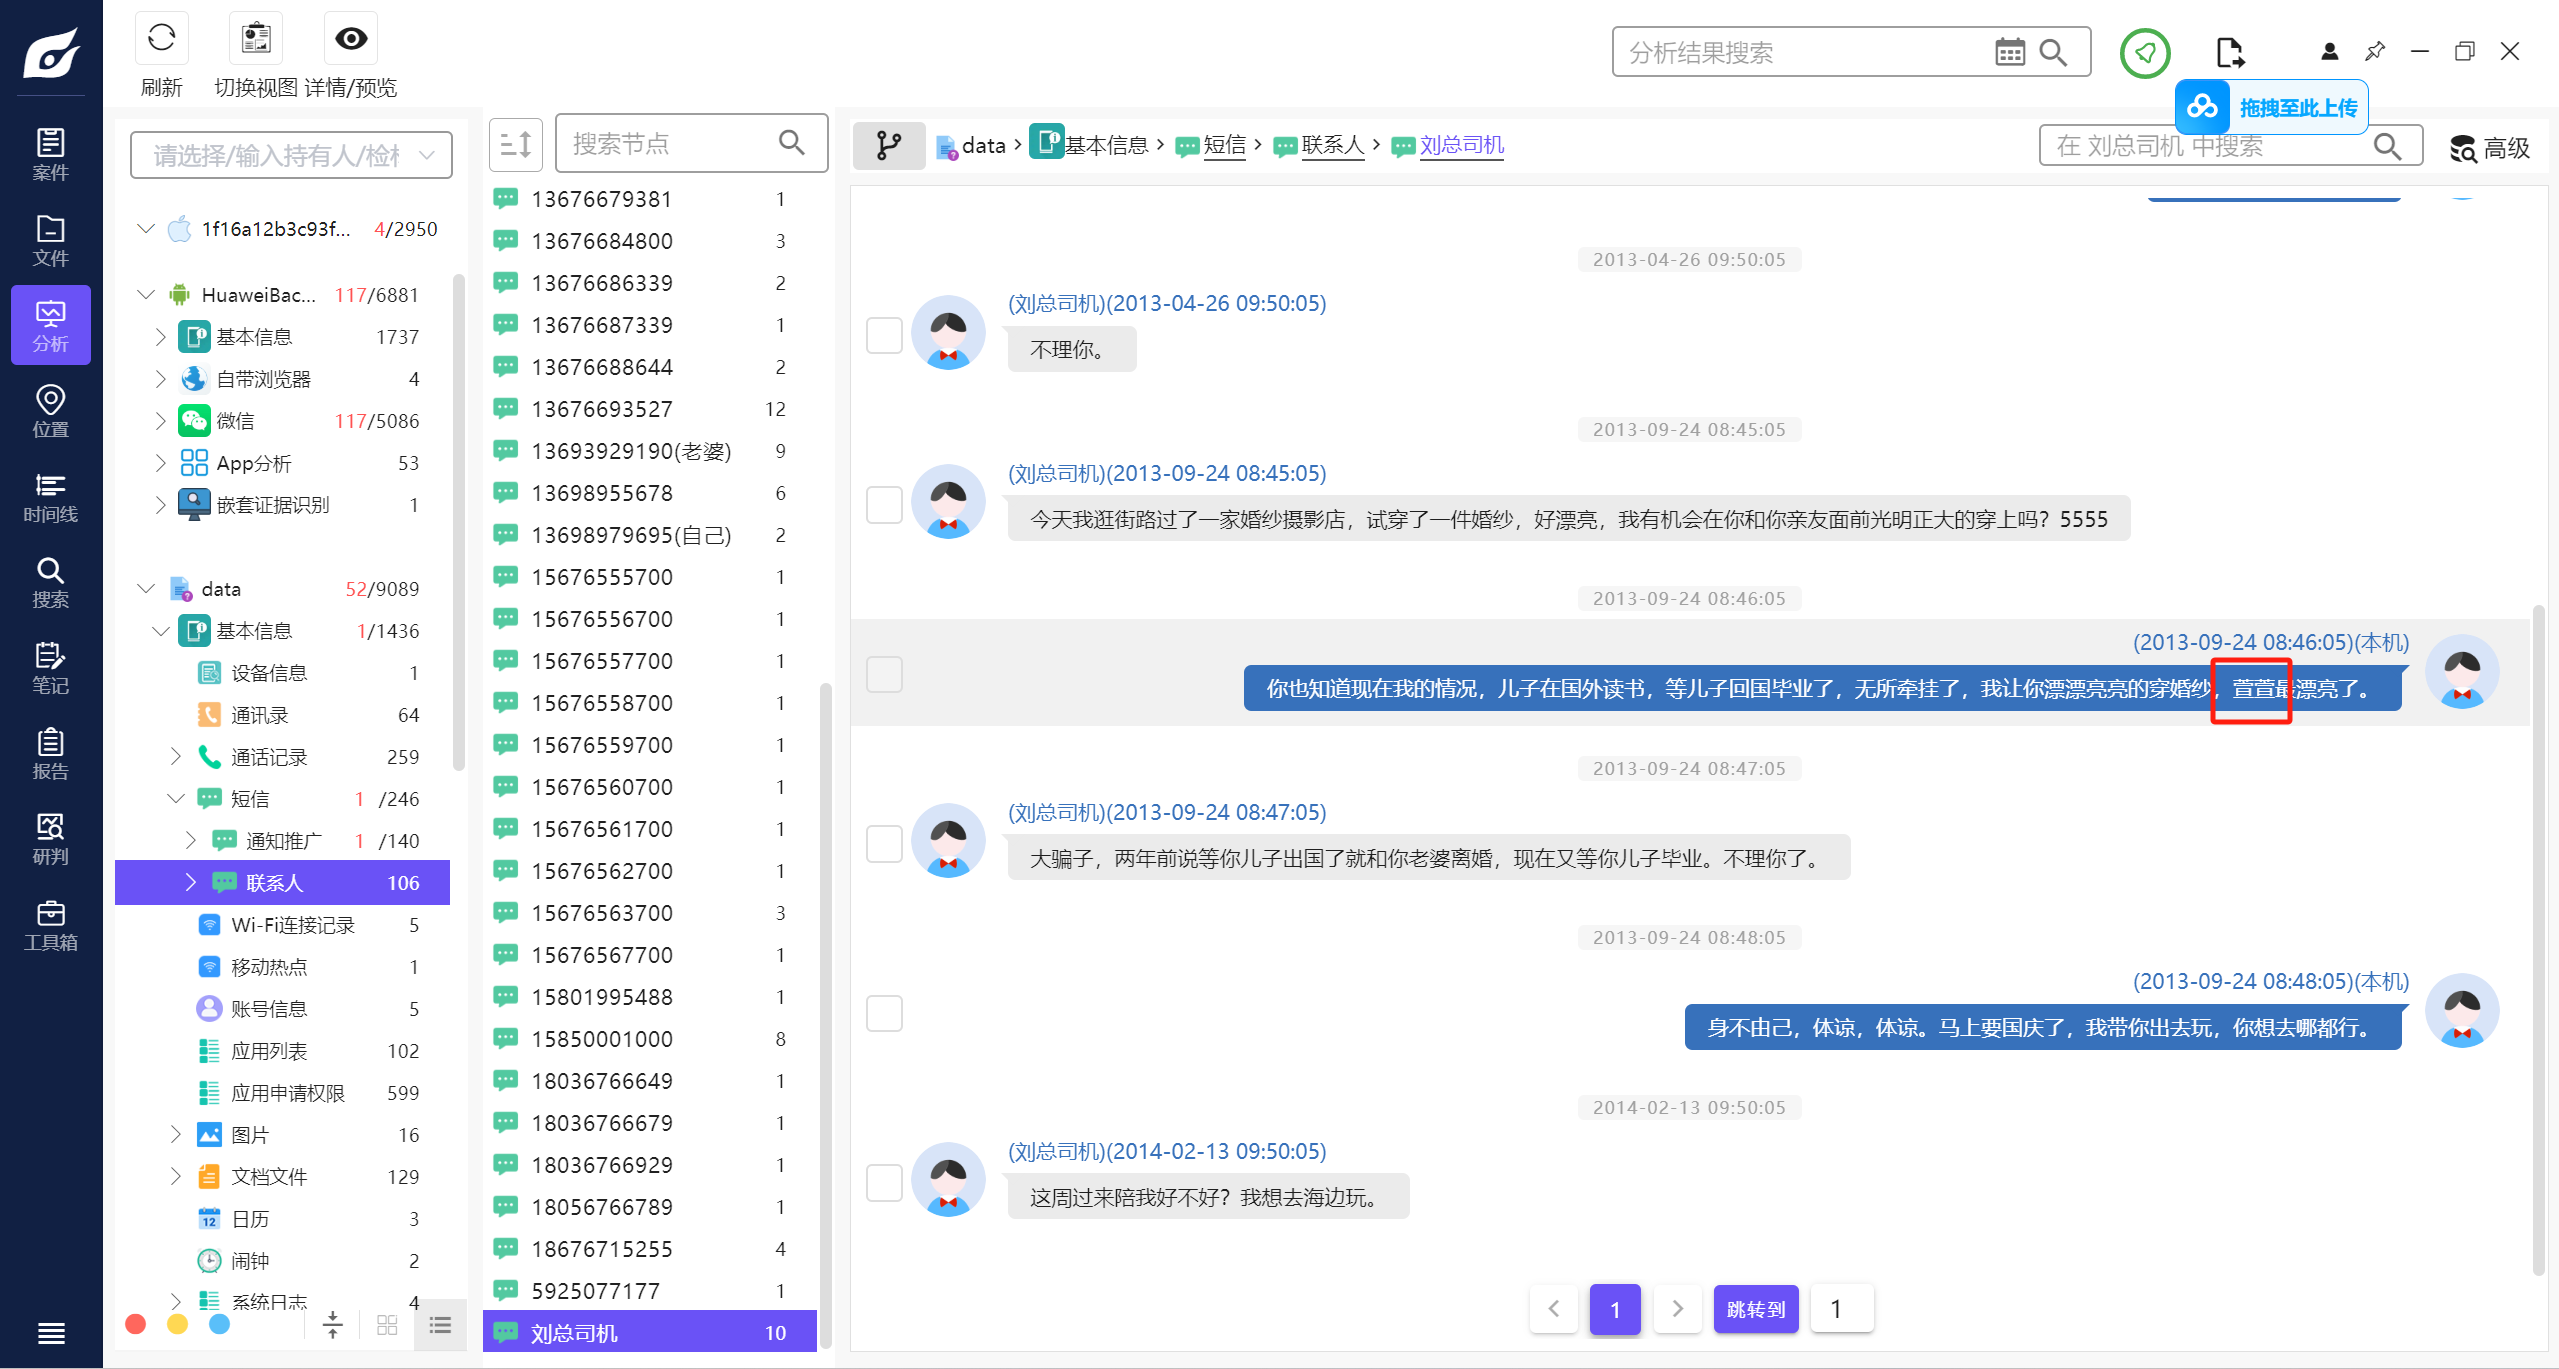 刷新
切换视图
详情/预览
分析结果搜索
拖拽至此上传
案件
文件
分析
位置
时间线
搜索
笔记
报告
研判
工具箱
请选择/输入持有人/检材
1f16a12b3c93f... 4/2950
HuaweiBac... 117/6881
基本信息 1737
自带浏览器 4
微信 117/5086
App分析 53
嵌套证据识别 1
data 52/9089
基本信息 1/1436
设备信息 1
通讯录 64
通话记录 259
短信 1 /246
通知推广 1 /140
联系人 106
Wi-Fi连接记录 5
移动热点 1
账号信息 5
应用列表 102
应用申请权限 599
图片 16
文档文件 129
日历 3
闹钟 2
系统日志 4
搜索节点
13676679381 1
13676684800 3
13676686339 2
13676687339 1
13676688644 2
13676693527 12
13693929190(老婆) 9
13698955678 6
13698979695(自己) 2
15676555700 1
15676556700 1
15676557700 1
15676558700 1
15676559700 1
15676560700 1
15676561700 1
15676562700 1
15676563700 3
15676567700 1
15801995488 1
15850001000 8
18036766649 1
18036766679 1
18036766929 1
18056766789 1
18676715255 4
5925077177 1
刘总司机 10
data > 基本信息 > 短信 > 联系人 > 刘总司机
在 刘总司机 中搜索
高级
2013-04-26 09:50:05
(刘总司机)(2013-04-26 09:50:05)
不理你。
2013-09-24 08:45:05
(刘总司机)(2013-09-24 08:45:05)
今天我逛街路过了一家婚纱摄影店，试穿了一件婚纱，好漂亮，我有机会在你和你亲友面前光明正大的穿上吗？5555
2013-09-24 08:46:05
(2013-09-24 08:46:05)(本机)
你也知道现在我的情况，儿子在国外读书，等儿子回国毕业了，无所牵挂了，我让你漂漂亮亮的穿婚纱，萱萱最漂亮了。
2013-09-24 08:47:05
(刘总司机)(2013-09-24 08:47:05)
大骗子，两年前说等你儿子出国了就和你老婆离婚，现在又等你儿子毕业。不理你了。
2013-09-24 08:48:05
(2013-09-24 08:48:05)(本机)
身不由己，体谅，体谅。马上要国庆了，我带你出去玩，你想去哪都行。
2014-02-13 09:50:05
(刘总司机)(2014-02-13 09:50:05)
这周过来陪我好不好？我想去海边玩。
1
跳转到
1